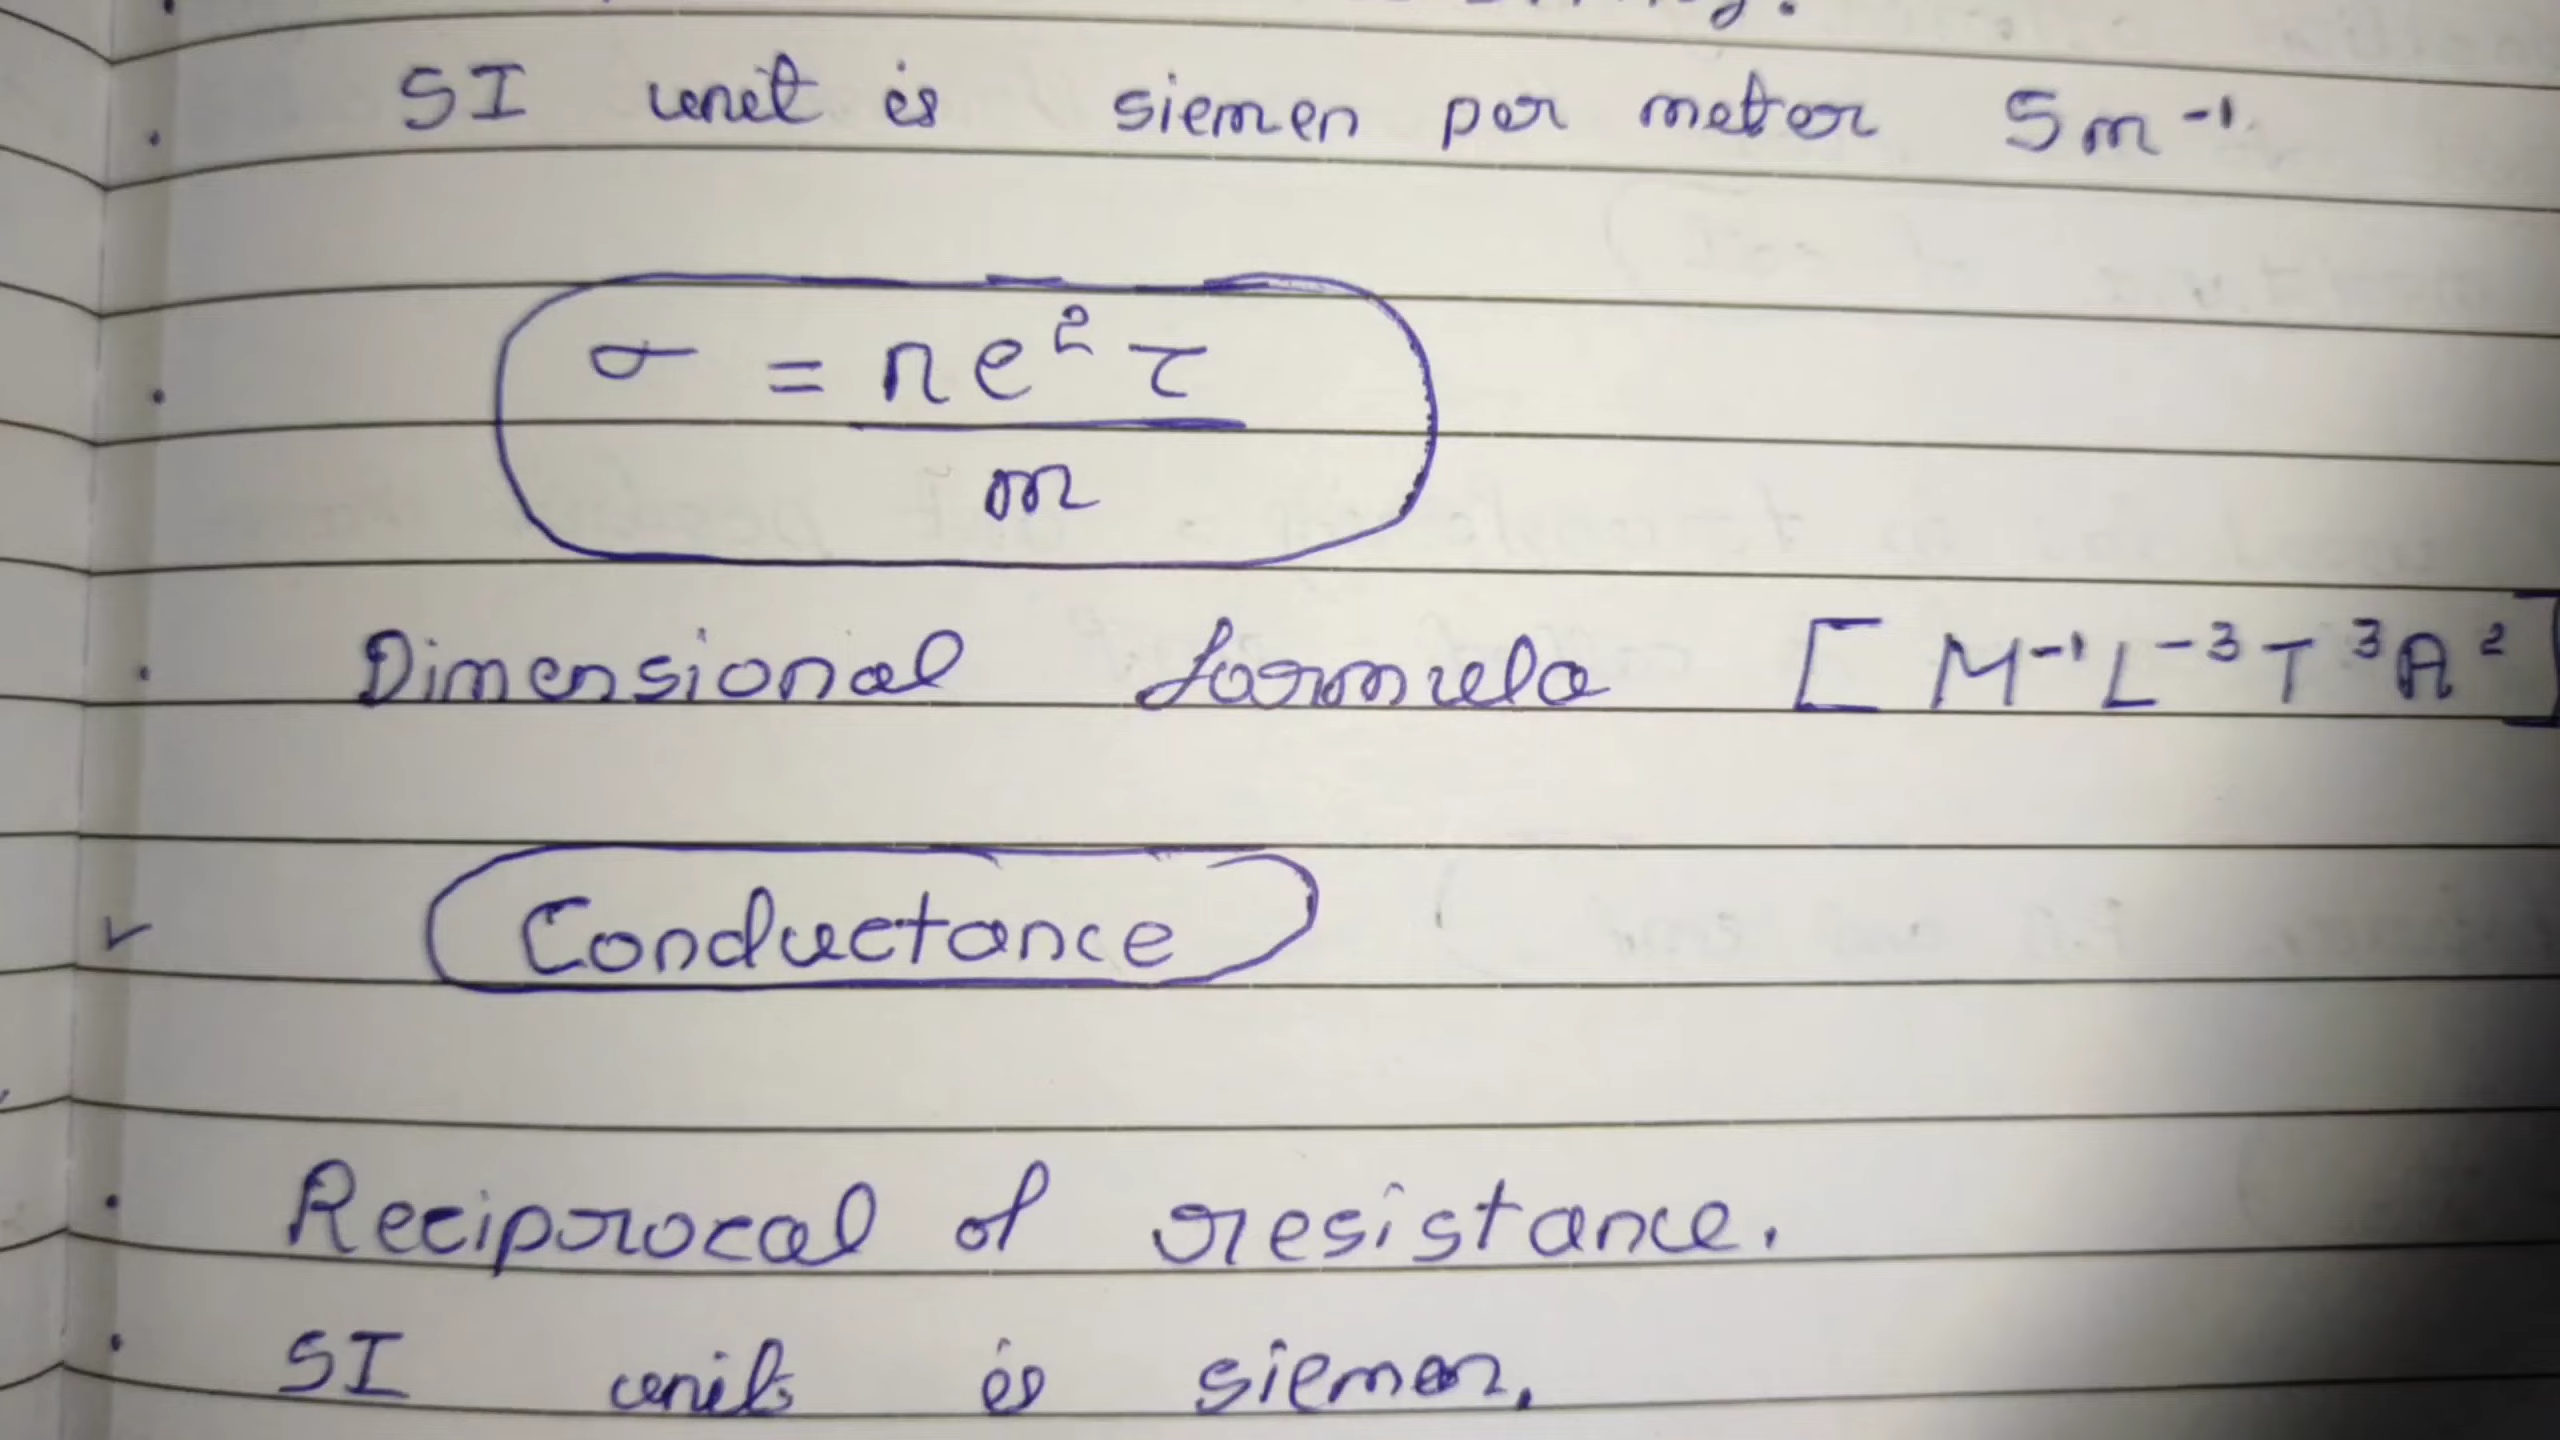 SI unit is siemen per meter Sm⁻¹
σ = ne²τ
m
Dimensional formula [M⁻¹L⁻³T³A²]
Conductance
Reciprocal of resistance.
SI unit is siemen.